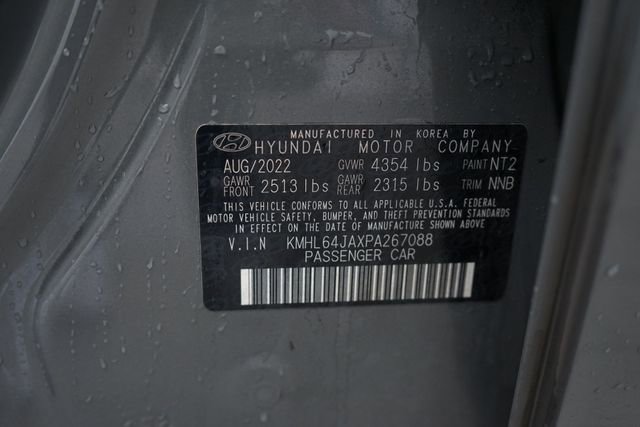 MANUFACTURED IN KOREA BY
HYUNDAI MOTOR COMPANY
AUG/2022 GVWR 4354 lbs PAINT NT2
GAWR FRONT 2513 lbs GAWR REAR 2315 lbs TRIM NNB
THIS VEHICLE CONFORMS TO ALL APPLICABLE U.S.A. FEDERAL
MOTOR VEHICLE SAFETY, BUMPER, AND THEFT PREVENTION STANDARDS
IN EFFECT ON THE DATE OF MANUFACTURE SHOWN ABOVE
V.I.N KMHL64JAXPA267088
PASSENGER CAR